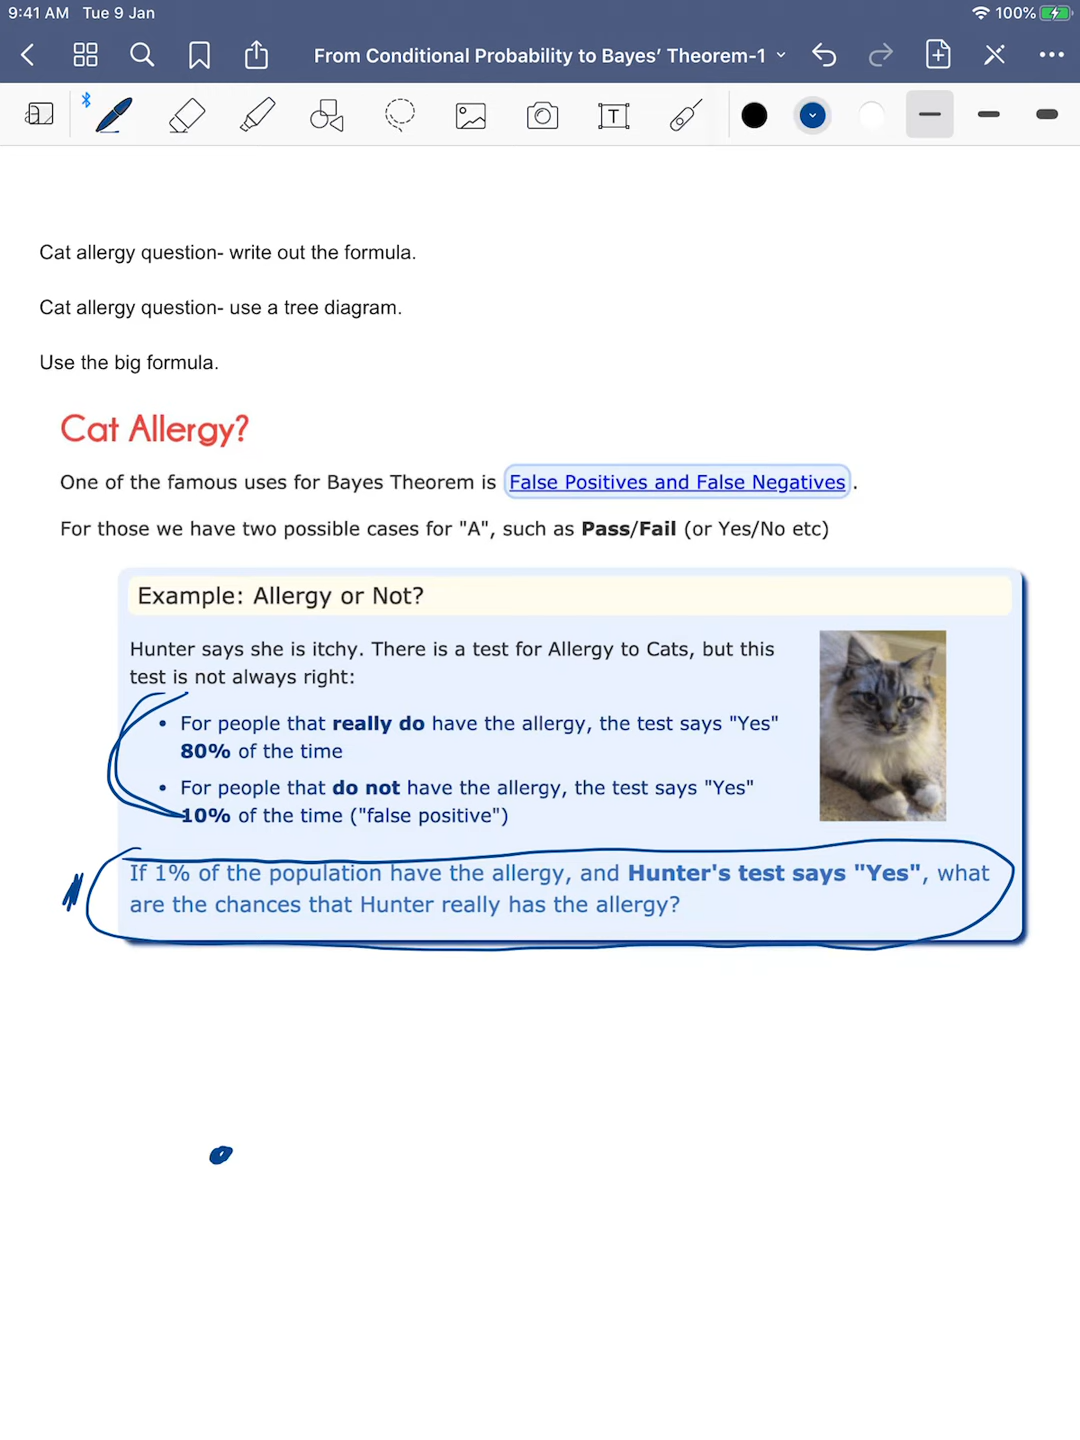 9:41 AM Tue 9 Jan
100%
From Conditional Probability to Bayes’ Theorem-1
a
T
Cat allergy question- write out the formula.
Cat allergy question- use a tree diagram.
Use the big formula.
Cat Allergy?
One of the famous uses for Bayes Theorem is False Positives and False Negatives .
For those we have two possible cases for "A", such as Pass/Fail (or Yes/No etc)
Example: Allergy or Not?
Hunter says she is itchy. There is a test for Allergy to Cats, but this
test is not always right:
• For people that really do have the allergy, the test says "Yes"
80% of the time
• For people that do not have the allergy, the test says "Yes"
10% of the time ("false positive")
If 1% of the population have the allergy, and Hunter's test says "Yes", what
are the chances that Hunter really has the allergy?